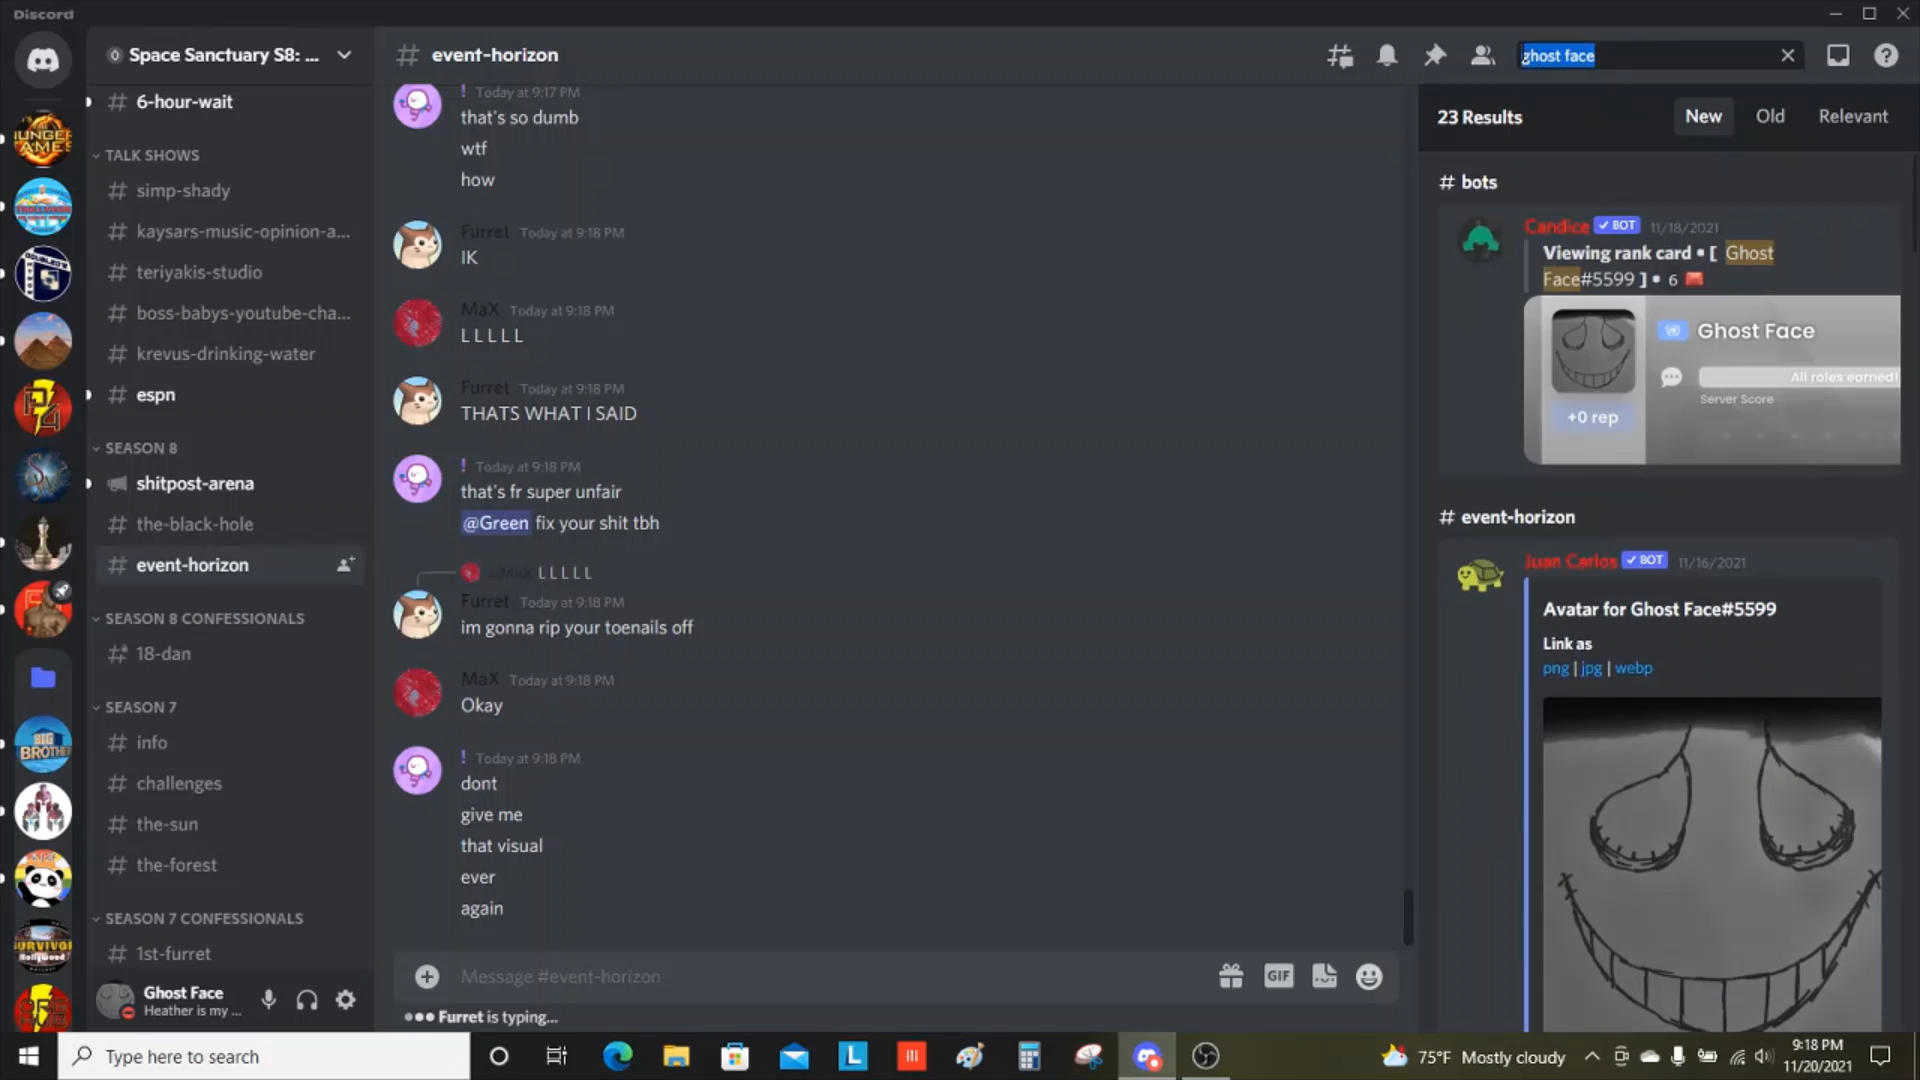 Discord
Space Sanctuary S8: ...
6-hour-wait
TALK SHOWS
simp-shady
kaysars-music-opinion-a...
teriyakis-studio
boss-babys-youtube-cha...
krevus-drinking-water
espn
SEASON 8
shitpost-arena
the-black-hole
event-horizon
SEASON 8 CONFESSIONALS
18-dan
SEASON 7
info
challenges
the-sun
the-forest
SEASON 7 CONFESSIONALS
1st-furret
Ghost Face
Heather is my ...
event-horizon
! Today at 9:17 PM
that's so dumb
wtf
how
Furret Today at 9:18 PM
IK
MaX Today at 9:18 PM
L L L L L
Furret Today at 9:18 PM
THATS WHAT I SAID
! Today at 9:18 PM
that's fr super unfair
@Green fix your shit tbh
@MaX L L L L L
Furret Today at 9:18 PM
im gonna rip your toenails off
MaX Today at 9:18 PM
Okay
! Today at 9:18 PM
dont
give me
that visual
ever
again
Message #event-horizon
GIF
Furret is typing...
ghost face
23 Results
New Old Relevant
# bots
Candice BOT 11/18/2021
Viewing rank card • [ Ghost
Face#5599 ] • 6
Ghost Face
All roles earned!
Server Score
+0 rep
# event-horizon
Juan Carlos BOT 11/16/2021
Avatar for Ghost Face#5599
Link as
png | jpg | webp
HUNGER
GAMES
BIG
BROTHER
SURVIVOR
Hollywood
Type here to search
75°F Mostly cloudy
9:18 PM
11/20/2021